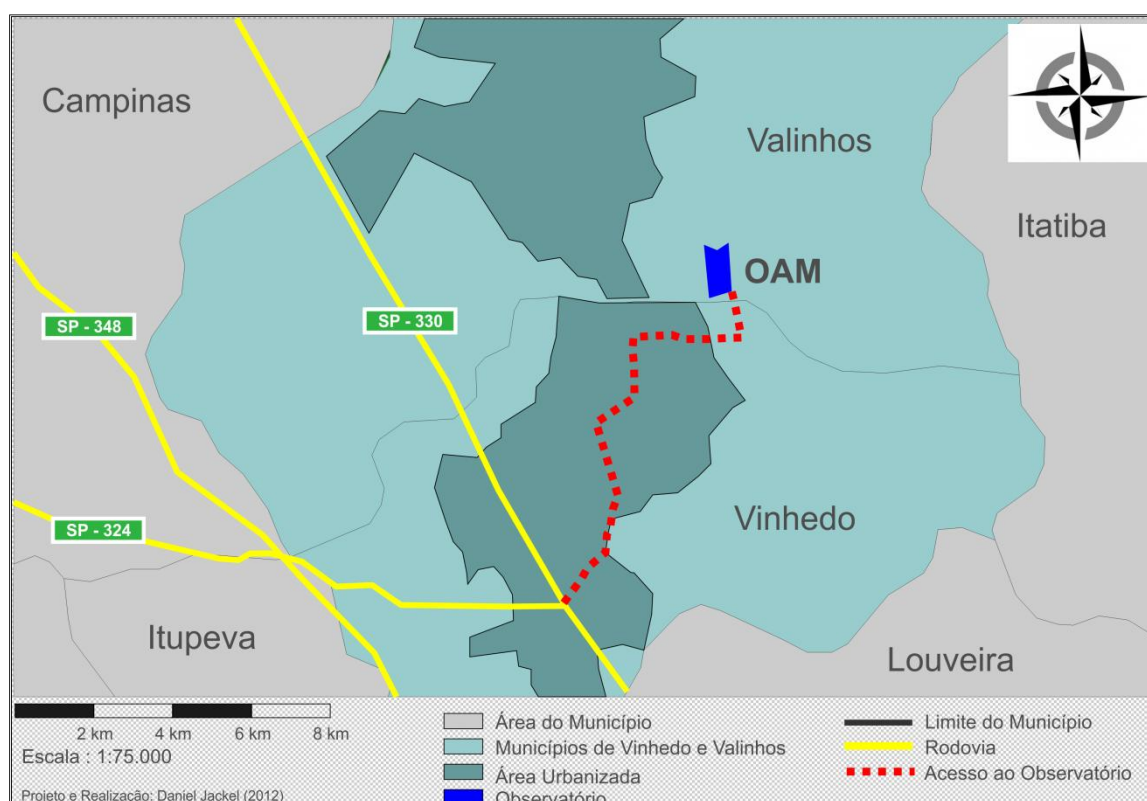 Campinas
Valinhos
Itatiba
OAM
SP - 348
SP - 330
SP - 324
Vinhedo
Itupeva
Louveira
2 km 4 km 6 km 8 km
Escala : 1:75.000
Projeto e Realização: Daniel Jackel (2012)
Área do Município
Municípios de Vinhedo e Valinhos
Área Urbanizada
Observatório
Limite do Município
Rodovia
Acesso ao Observatório